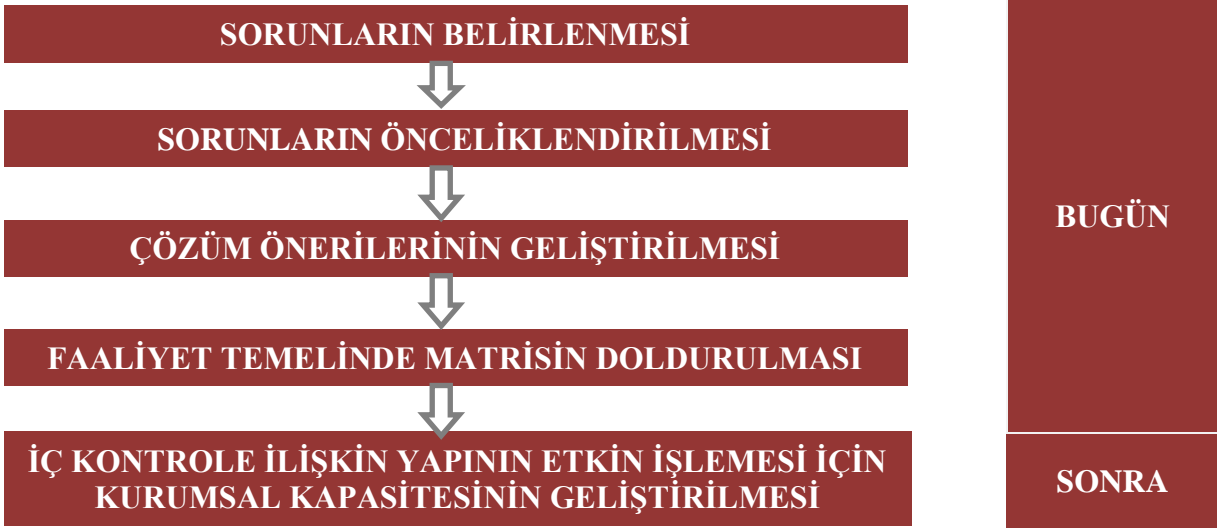 SORUNLARIN BELİRLENMESİ
SORUNLARIN ÖNCELİKLENDİRİLMESİ
ÇÖZÜM ÖNERİLERİNİN GELİŞTİRİLMESİ
FAALİYET TEMELİNDE MATRİSİN DOLDURULMASI
BUGÜN
İÇ KONTROLE İLİŞKİN YAPININ ETKİN İŞLEMESİ İÇİN
KURUMSAL KAPASİTESİNİN GELİŞTİRİLMESİ
SONRA